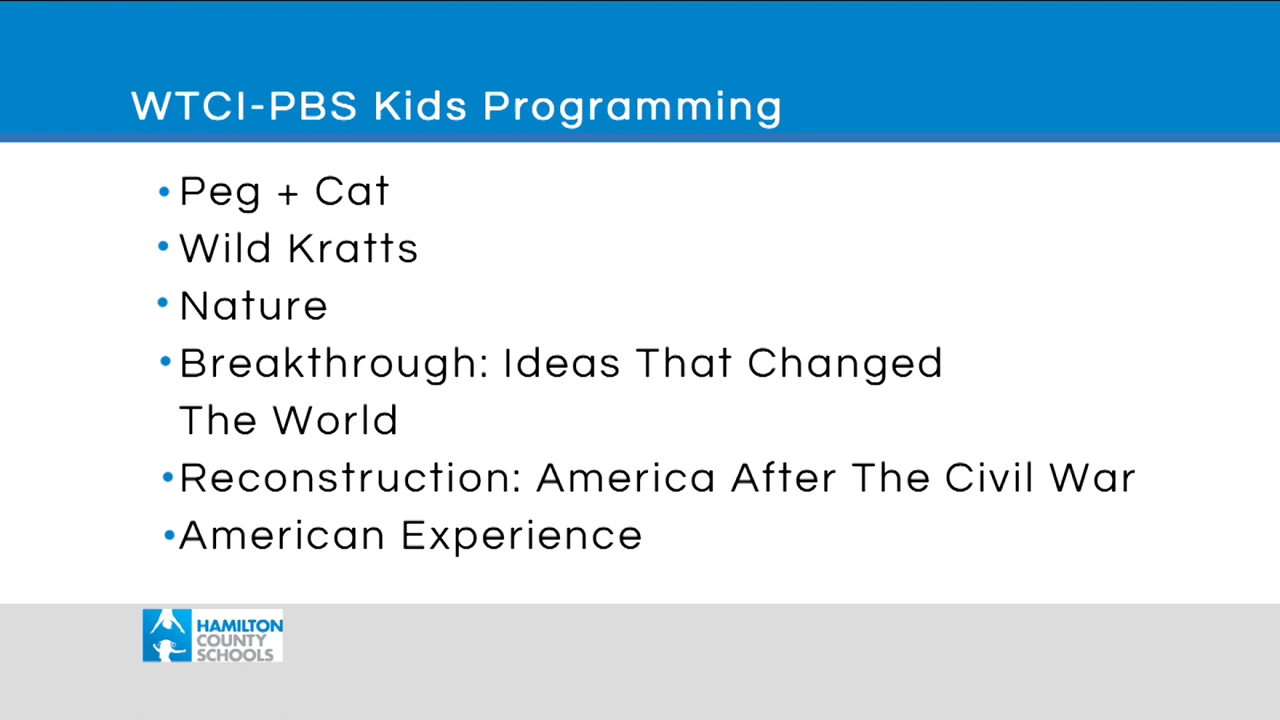 WTCI-PBS Kids Programming
• Peg + Cat
• Wild Kratts
• Nature
• Breakthrough: Ideas That Changed
The World
• Reconstruction: America After The Civil War
• American Experience
HAMILTON
COUNTY
SCHOOLS